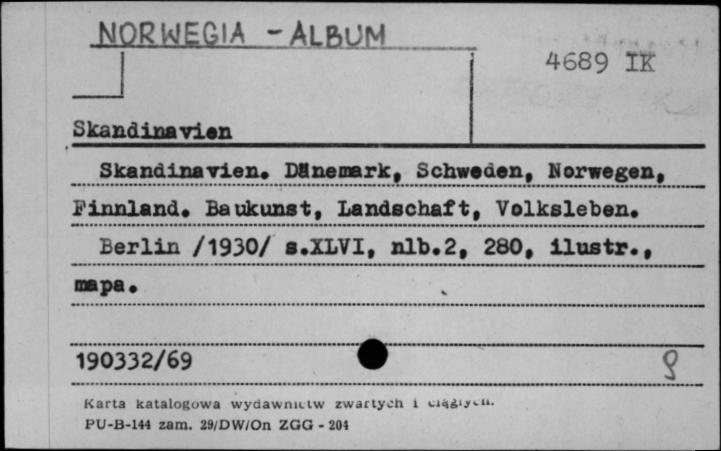 NORWEGIA - ALBUM
4689 IK
Skandinavien
Skandinavien. Dänemark, Schweden, Norwegen,
Finnland. Baukunst, Landschaft, Volksleben.
Berlin /1930/ s.XLVI, nlb.2, 280, ilustr.,
mapa.
190332/69
Karta katalogowa wydawnictw zwartych i ciągłych.
PU-B-144 zam. 29/DW/On ZGG - 204